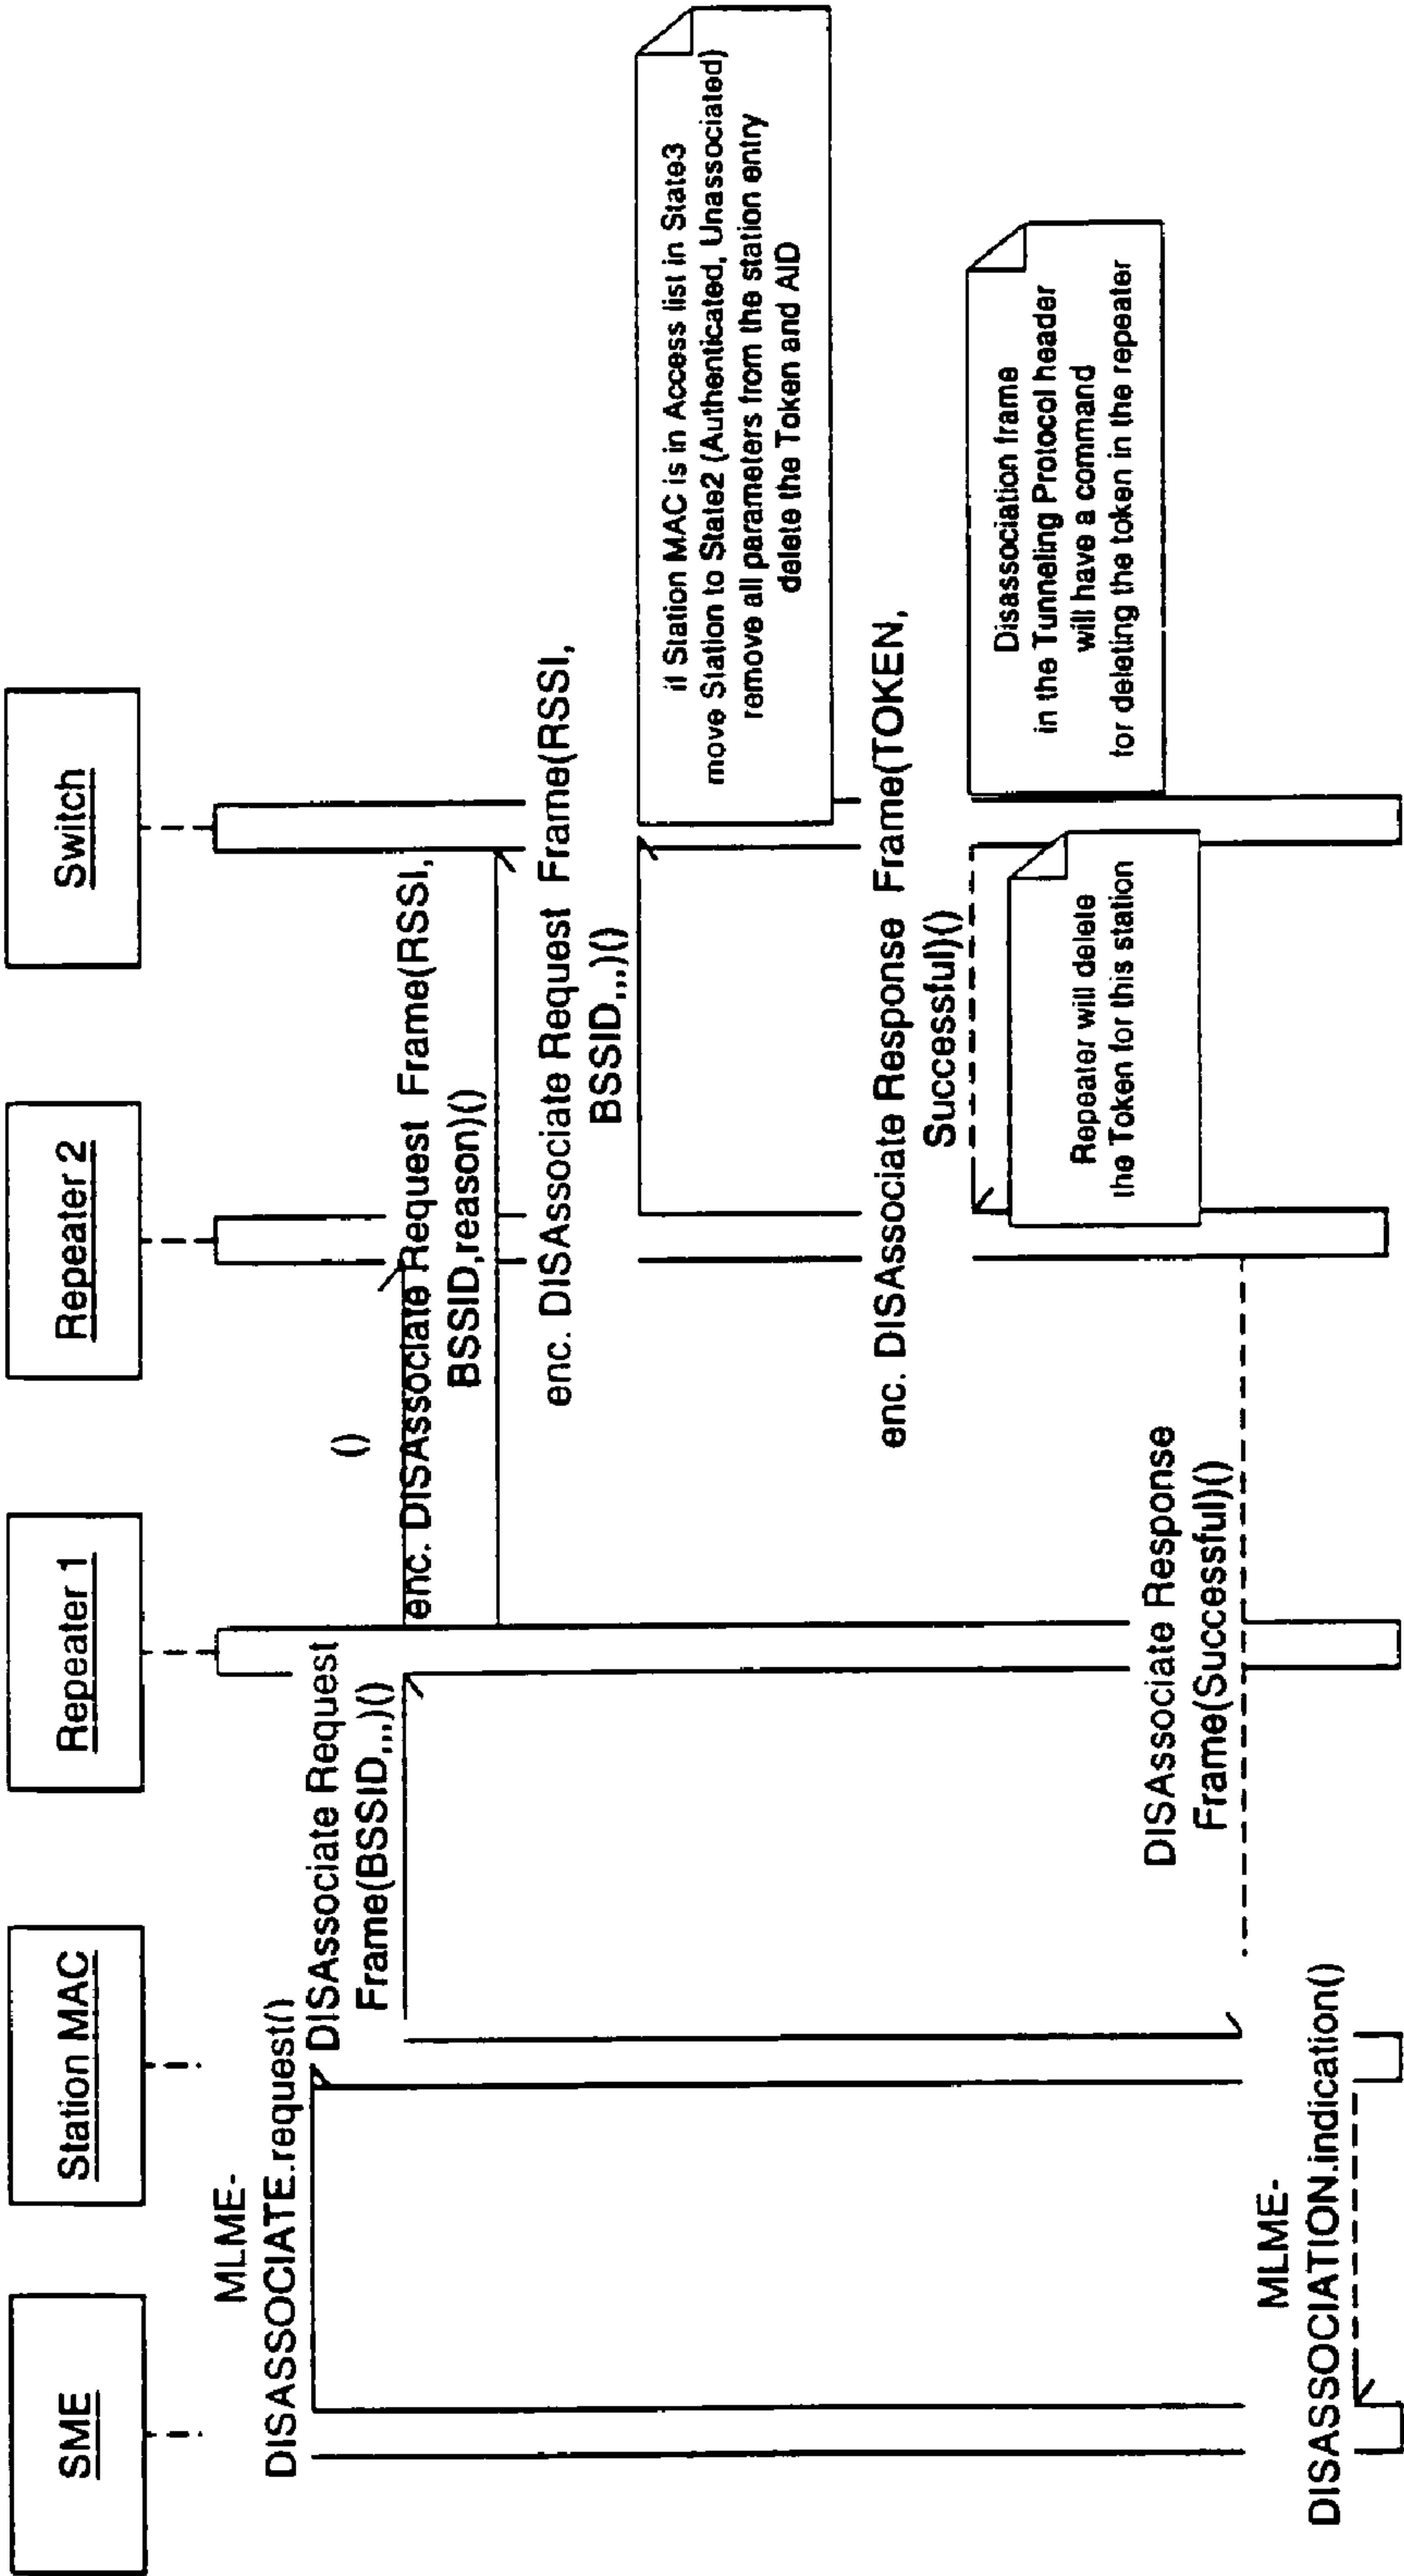 SME
Station MAC
Repeater 1
Repeater 2
Switch
MLME-
DISASSOCIATE.request()
DISAssociate Request
Frame(BSSID,,,)()
()
enc. DISAssociate Request Frame(RSSI,
BSSID,reason)()
enc. DISAssociate Request Frame(RSSI,
BSSID,,,)()
if Station MAC is in Access list in State3
move Station to State2 (Authenticated, Unassociated)
remove all parameters from the station entry
delete the Token and AID
enc. DISAssociate Response Frame(TOKEN,
Successful)()
Disassociation frame
in the Tunneling Protocol header
will have a command
for deleting the token in the repeater
Repeater will delete
the Token for this station
DISAssociate Response
Frame(Successful)()
MLME-
DISASSOCIATION.indication()